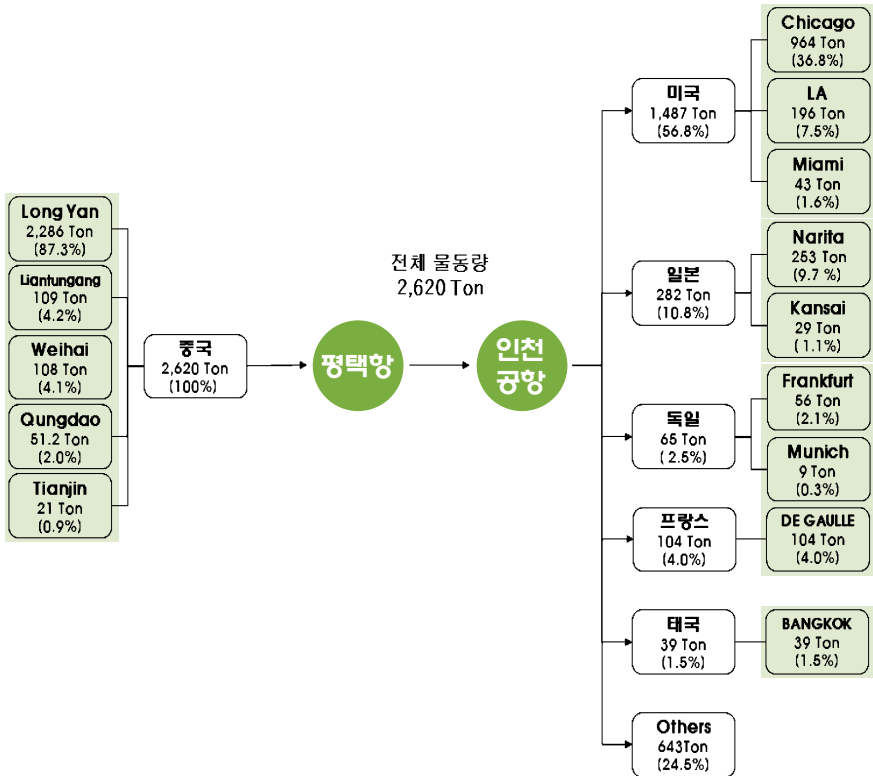 Long Yan
2,286 Ton
(87.3%)
Liantungang
109 Ton
(4.2%)
Weihai
108 Ton
(4.1%)
Qungdao
51.2 Ton
(2.0%)
Tianjin
21 Ton
(0.9%)
중국
2,620 Ton
(100%)
평택항
전체 물동량
2,620 Ton
인천
공항
미국
1,487 Ton
(56.8%)
Chicago
964 Ton
(36.8%)
LA
196 Ton
(7.5%)
Miami
43 Ton
(1.6%)
일본
282 Ton
(10.8%)
Narita
253 Ton
(9.7 %)
Kansai
29 Ton
( 1.1%)
독일
65 Ton
( 2.5%)
Frankfurt
56 Ton
(2.1%)
Munich
9 Ton
(0.3%)
프랑스
104 Ton
(4.0%)
DE GAULLE
104 Ton
(4.0%)
태국
39 Ton
(1.5%)
BANGKOK
39 Ton
(1.5%)
Others
643Ton
(24.5%)